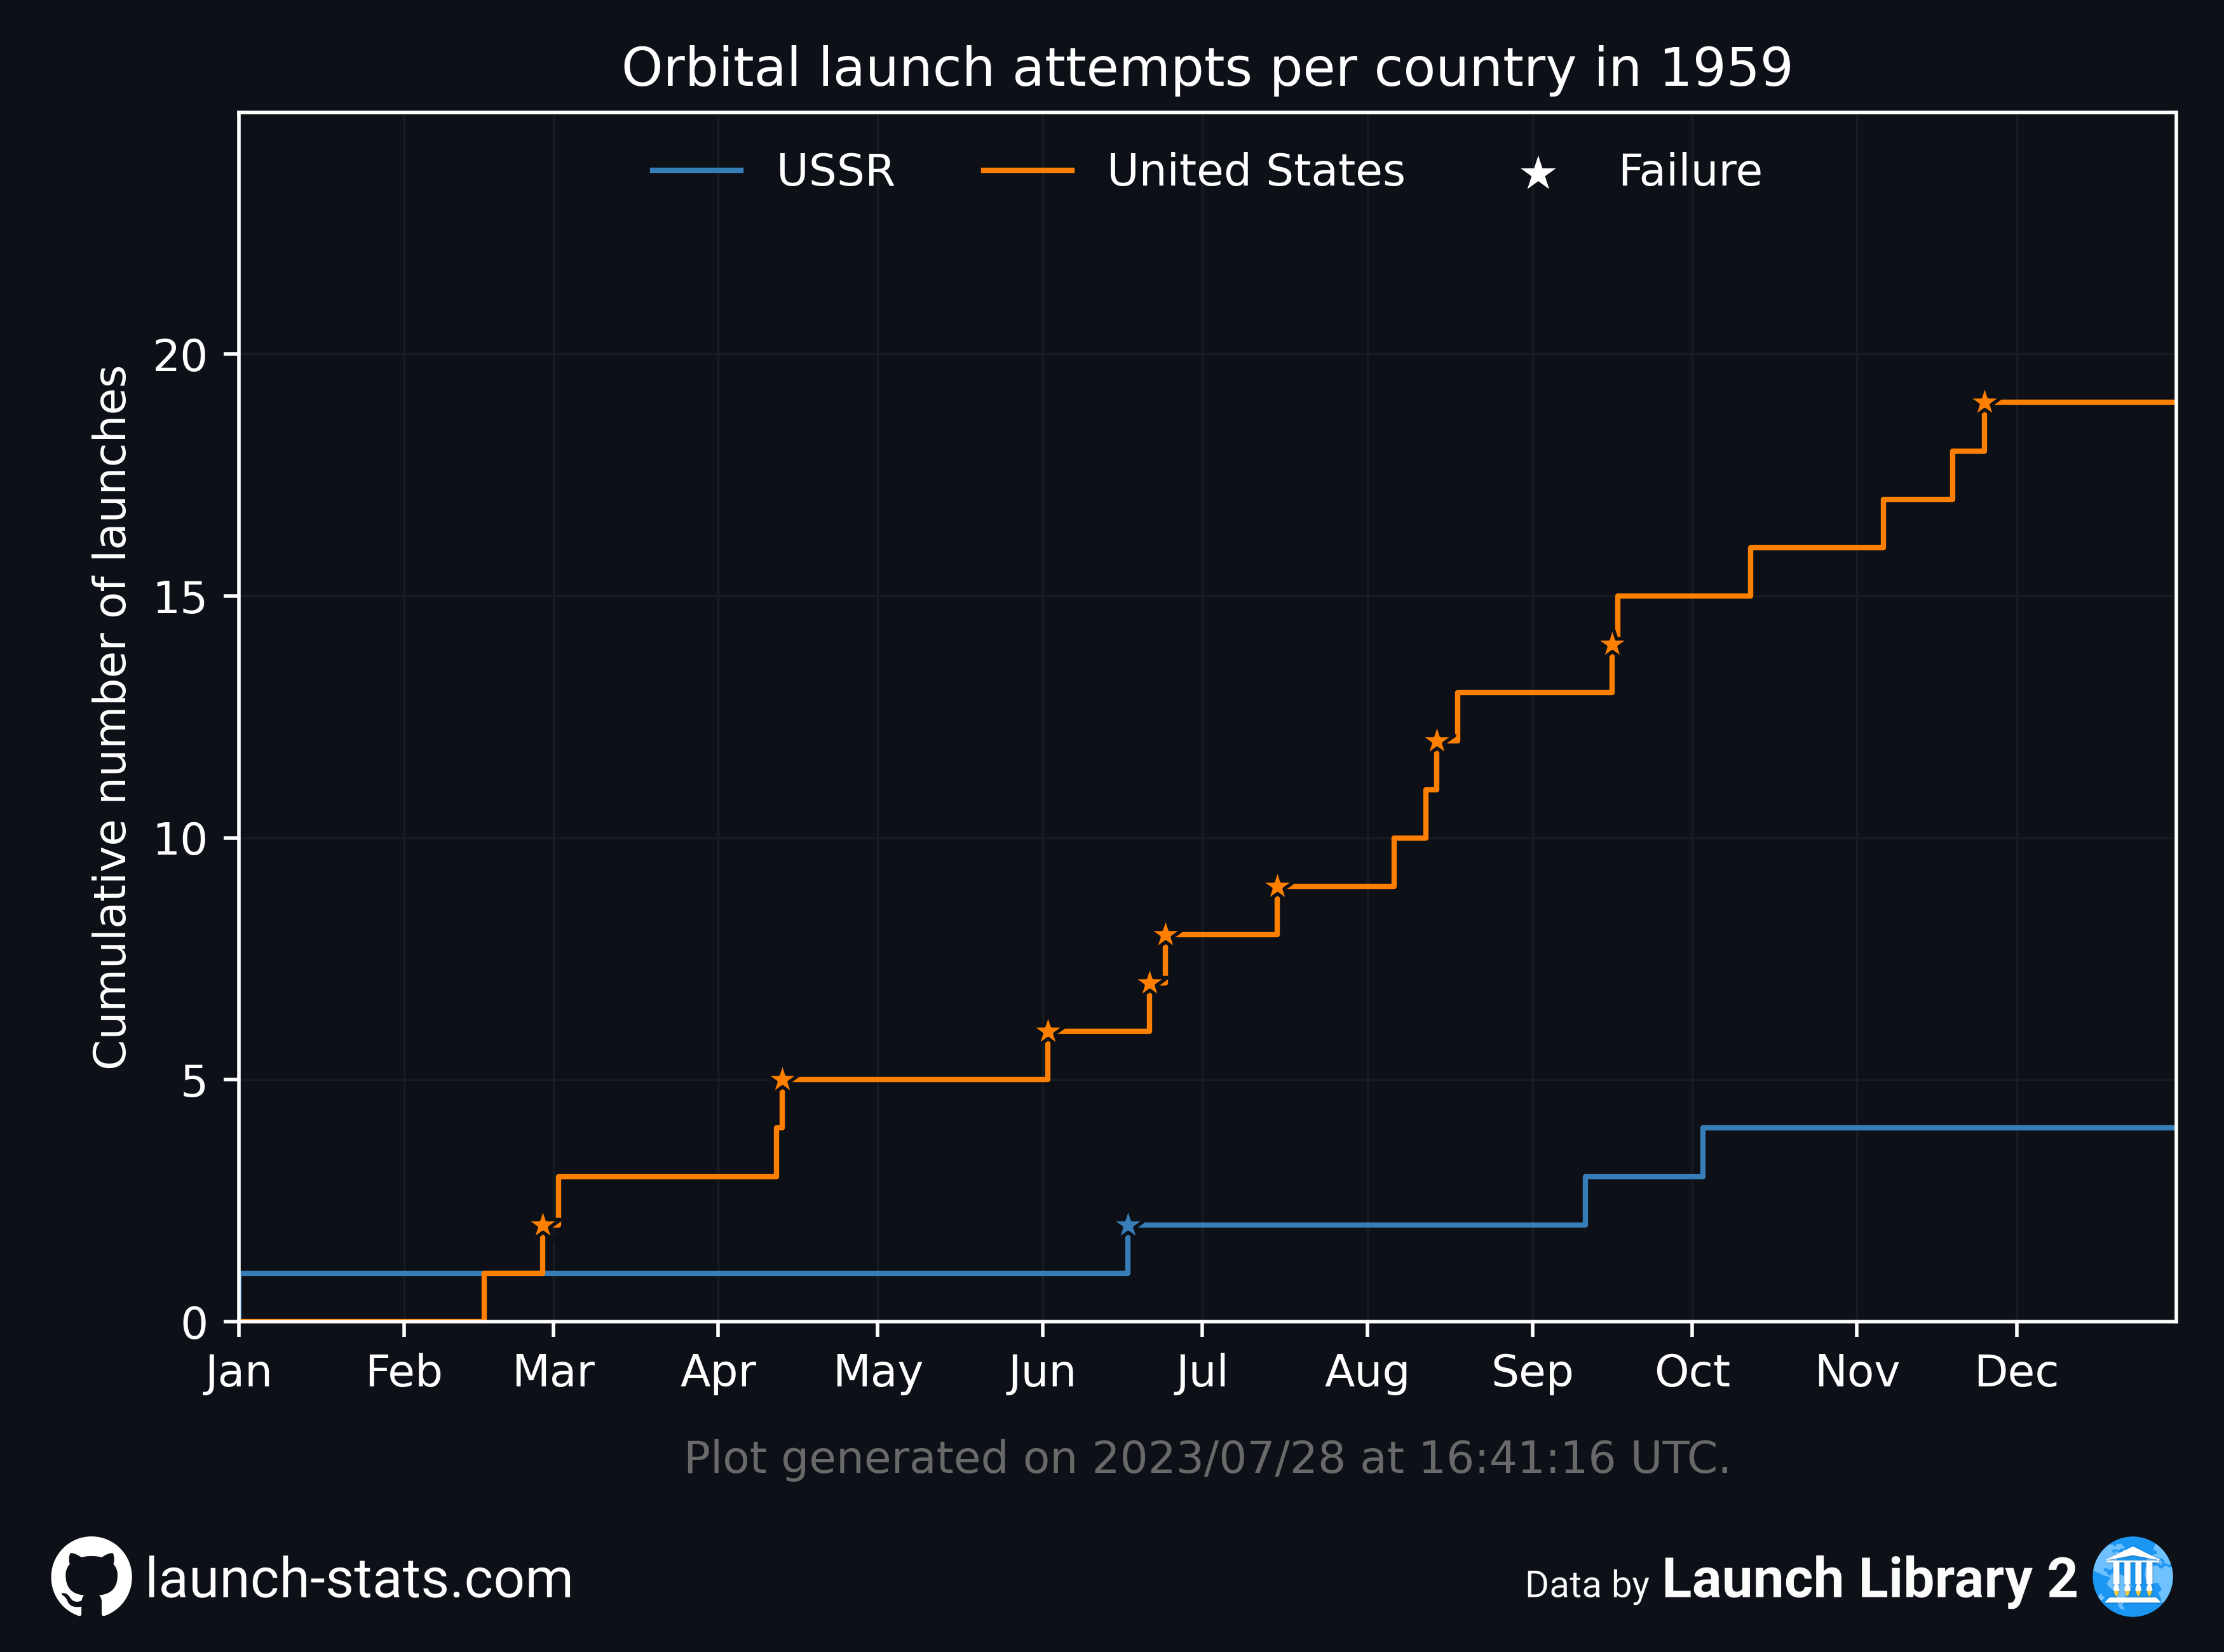 Orbital launch attempts per country in 1959
USSR United States Failure
Cumulative number of launches
20
15
10
5
0
Jan Feb Mar Apr May Jun Jul Aug Sep Oct Nov Dec
Plot generated on 2023/07/28 at 16:41:16 UTC.
launch-stats.com
Data by Launch Library 2